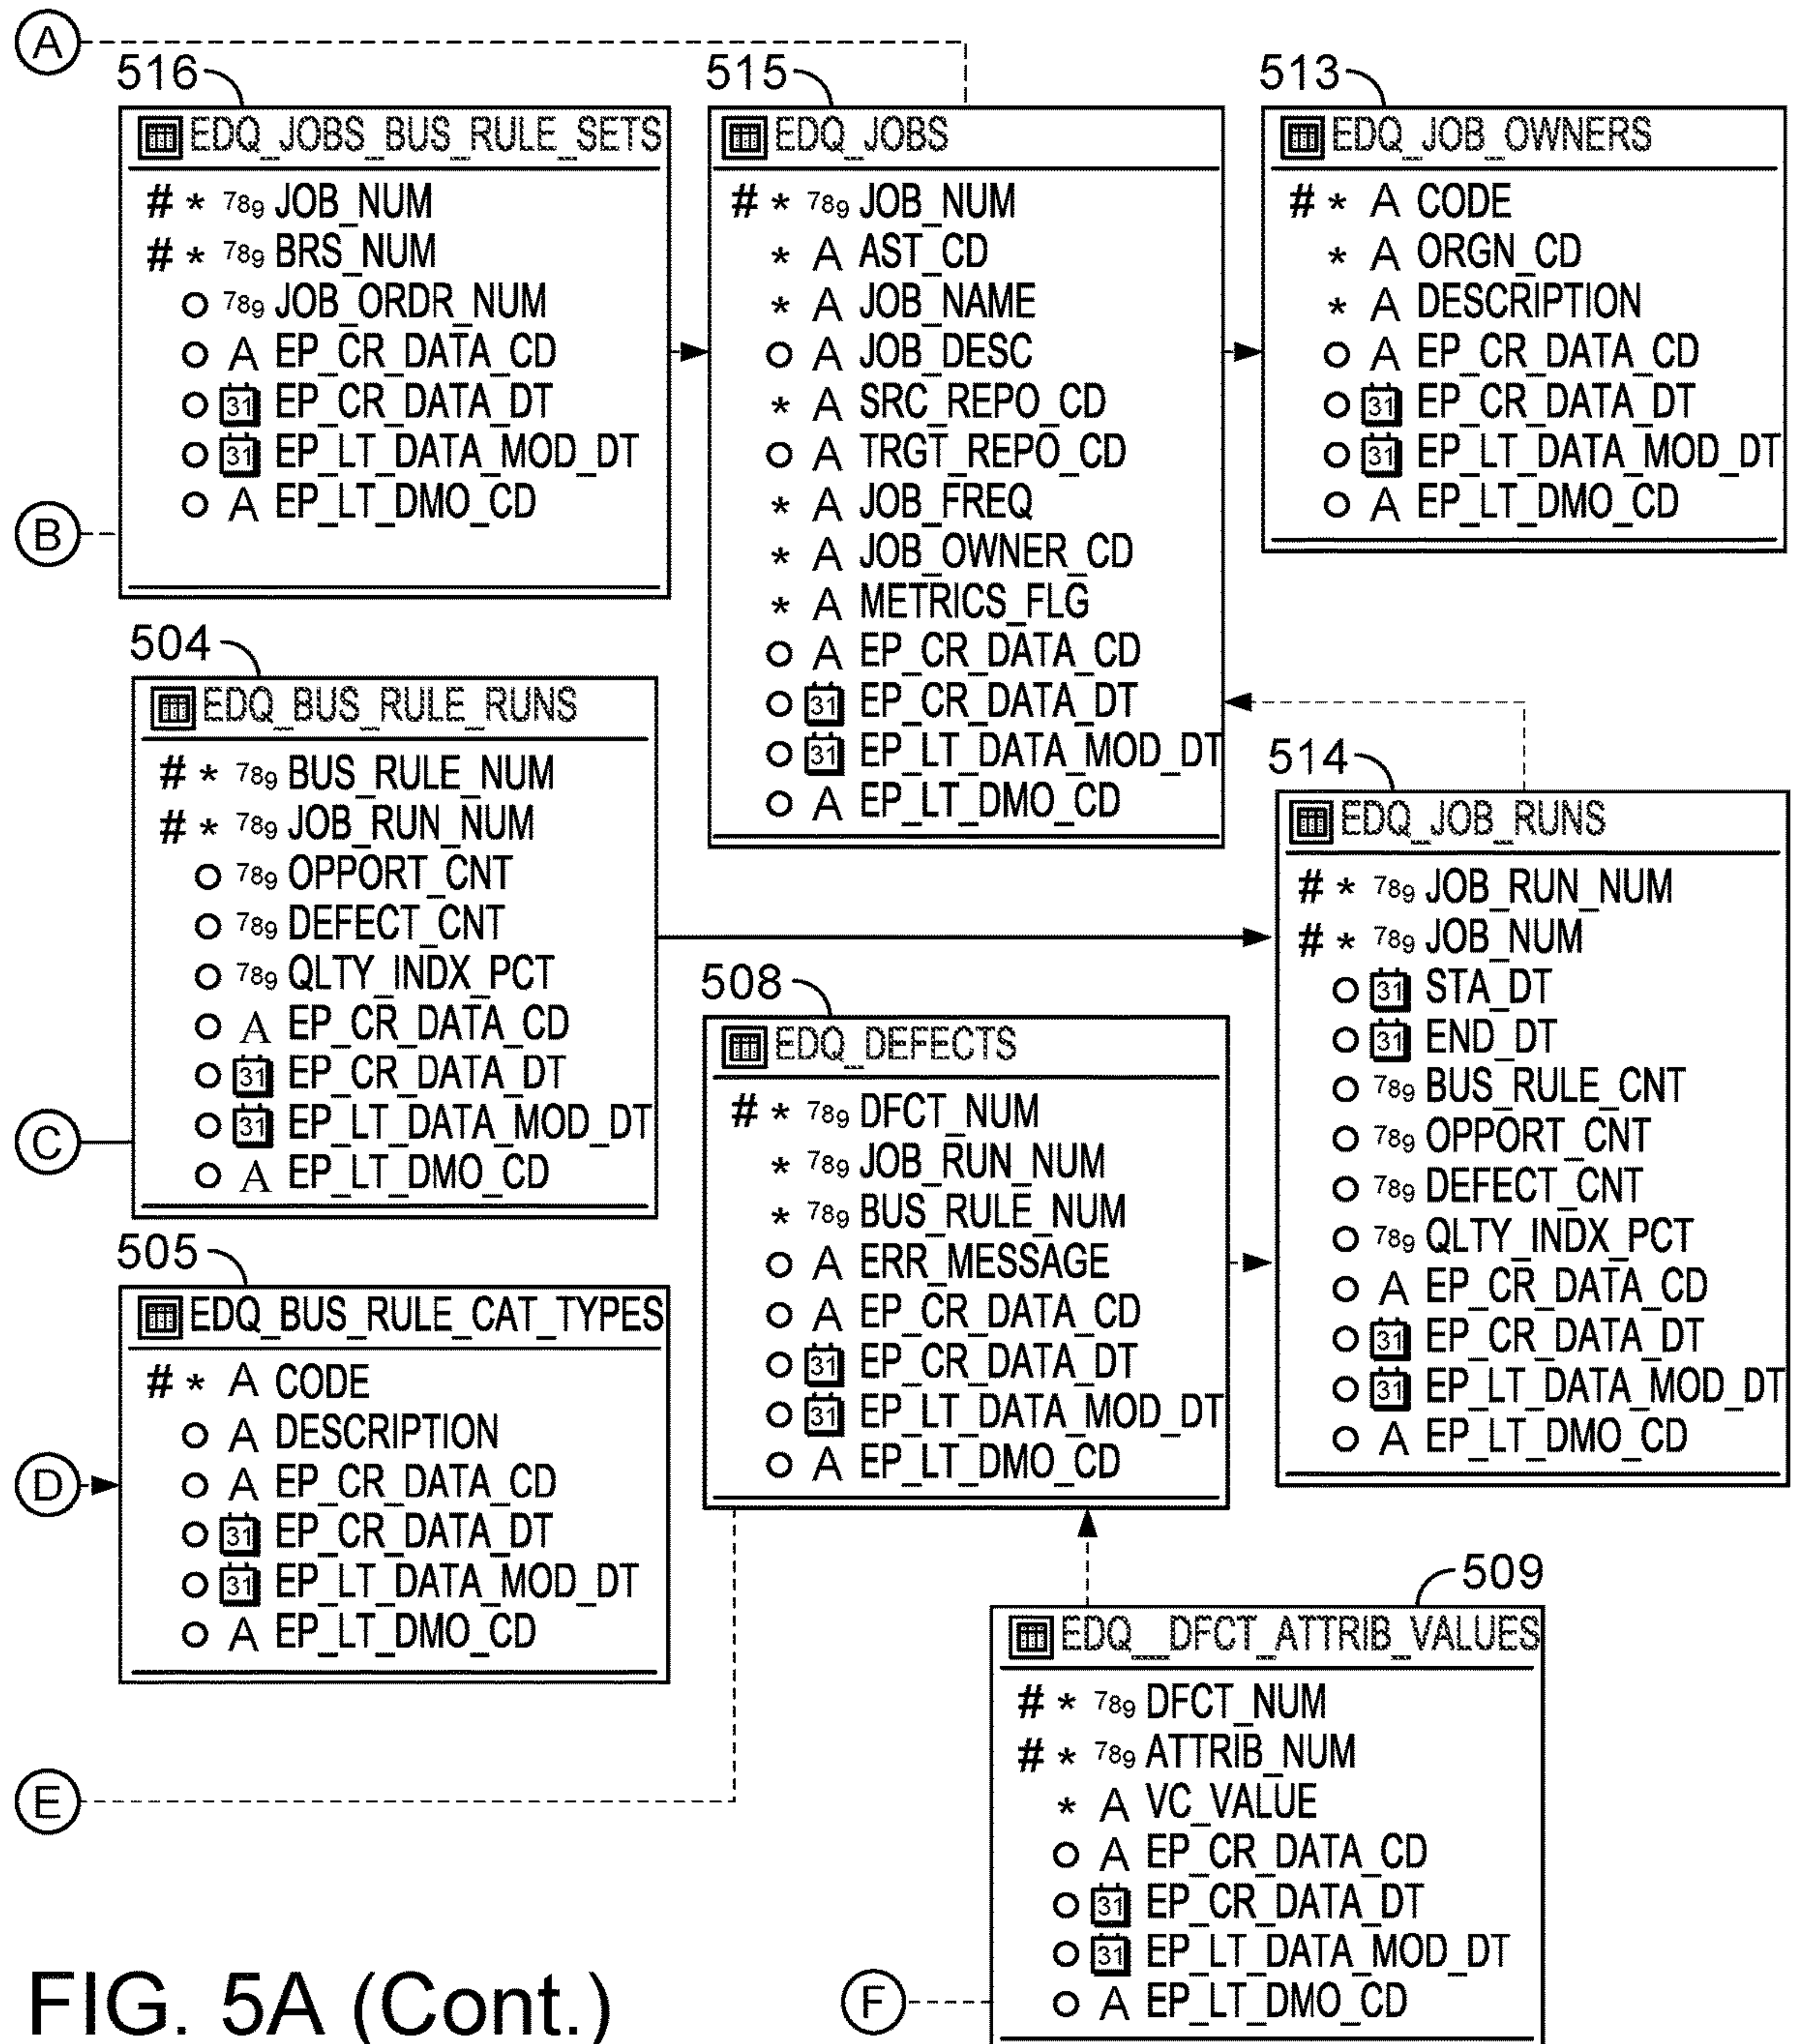 A
516
EDQ_JOBS_BUS_RULE_SETS
# * 789 JOB_NUM
# * 789 BRS_NUM
O 789 JOB_ORDR_NUM
O A EP_CR_DATA_CD
O 31 EP_CR_DATA_DT
O 31 EP_LT_DATA_MOD_DT
O A EP_LT_DMO_CD
B
515
EDQ_JOBS
# * 789 JOB_NUM
* A AST_CD
* A JOB_NAME
O A JOB_DESC
* A SRC_REPO_CD
O A TRGT_REPO_CD
* A JOB_FREQ
* A JOB_OWNER_CD
* A METRICS_FLG
O A EP_CR_DATA_CD
O 31 EP_CR_DATA_DT
O 31 EP_LT_DATA_MOD_DT
O A EP_LT_DMO_CD
513
EDQ_JOB_OWNERS
# * A CODE
* A ORGN_CD
* A DESCRIPTION
O A EP_CR_DATA_CD
O 31 EP_CR_DATA_DT
O 31 EP_LT_DATA_MOD_DT
O A EP_LT_DMO_CD
504
EDQ_BUS_RULE_RUNS
# * 789 BUS_RULE_NUM
# * 789 JOB_RUN_NUM
O 789 OPPORT_CNT
O 789 DEFECT_CNT
O 789 QLTY_INDX_PCT
O A EP_CR_DATA_CD
O 31 EP_CR_DATA_DT
O 31 EP_LT_DATA_MOD_DT
O A EP_LT_DMO_CD
C
514
EDQ_JOB_RUNS
# * 789 JOB_RUN_NUM
# * 789 JOB_NUM
O 31 STA_DT
O 31 END_DT
O 789 BUS_RULE_CNT
O 789 OPPORT_CNT
O 789 DEFECT_CNT
O 789 QLTY_INDX_PCT
O A EP_CR_DATA_CD
O 31 EP_CR_DATA_DT
O 31 EP_LT_DATA_MOD_DT
O A EP_LT_DMO_CD
508
EDQ_DEFECTS
# * 789 DFCT_NUM
* 789 JOB_RUN_NUM
* 789 BUS_RULE_NUM
O A ERR_MESSAGE
O A EP_CR_DATA_CD
O 31 EP_CR_DATA_DT
O 31 EP_LT_DATA_MOD_DT
O A EP_LT_DMO_CD
505
EDQ_BUS_RULE_CAT_TYPES
# * A CODE
O A DESCRIPTION
O A EP_CR_DATA_CD
O 31 EP_CR_DATA_DT
O 31 EP_LT_DATA_MOD_DT
O A EP_LT_DMO_CD
D
E
509
EDQ__DFCT_ATTRIB_VALUES
# * 789 DFCT_NUM
# * 789 ATTRIB_NUM
* A VC_VALUE
O A EP_CR_DATA_CD
O 31 EP_CR_DATA_DT
O 31 EP_LT_DATA_MOD_DT
O A EP_LT_DMO_CD
F
FIG. 5A (Cont.)